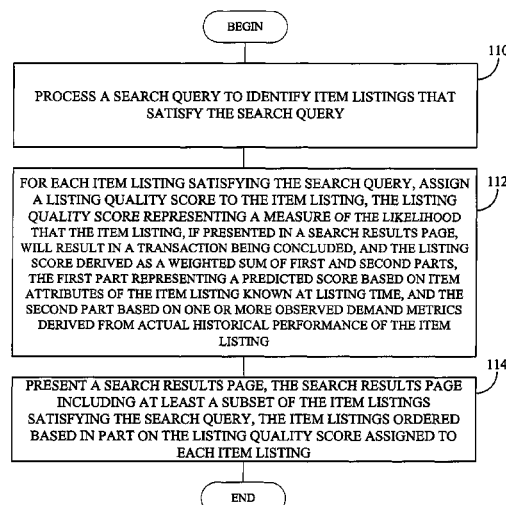 BEGIN
110
PROCESS A SEARCH QUERY TO IDENTIFY ITEM LISTINGS THAT
SATISFY THE SEARCH QUERY
112
FOR EACH ITEM LISTING SATISFYING THE SEARCH QUERY, ASSIGN
A LISTING QUALITY SCORE TO THE ITEM LISTING, THE LISTING
QUALITY SCORE REPRESENTING A MEASURE OF THE LIKELIHOOD
THAT THE ITEM LISTING, IF PRESENTED IN A SEARCH RESULTS PAGE,
WILL RESULT IN A TRANSACTION BEING CONCLUDED, AND THE LISTING
SCORE DERIVED AS A WEIGHTED SUM OF FIRST AND SECOND PARTS,
THE FIRST PART REPRESENTING A PREDICTED SCORE BASED ON ITEM
ATTRIBUTES OF THE ITEM LISTING KNOWN AT LISTING TIME, AND THE
SECOND PART BASED ON ONE OR MORE OBSERVED DEMAND METRICS
DERIVED FROM ACTUAL HISTORICAL PERFORMANCE OF THE ITEM
LISTING
114
PRESENT A SEARCH RESULTS PAGE, THE SEARCH RESULTS PAGE
INCLUDING AT LEAST A SUBSET OF THE ITEM LISTINGS
SATISFYING THE SEARCH QUERY, THE ITEM LISTINGS ORDERED
BASED IN PART ON THE LISTING QUALITY SCORE ASSIGNED TO
EACH ITEM LISTING
END